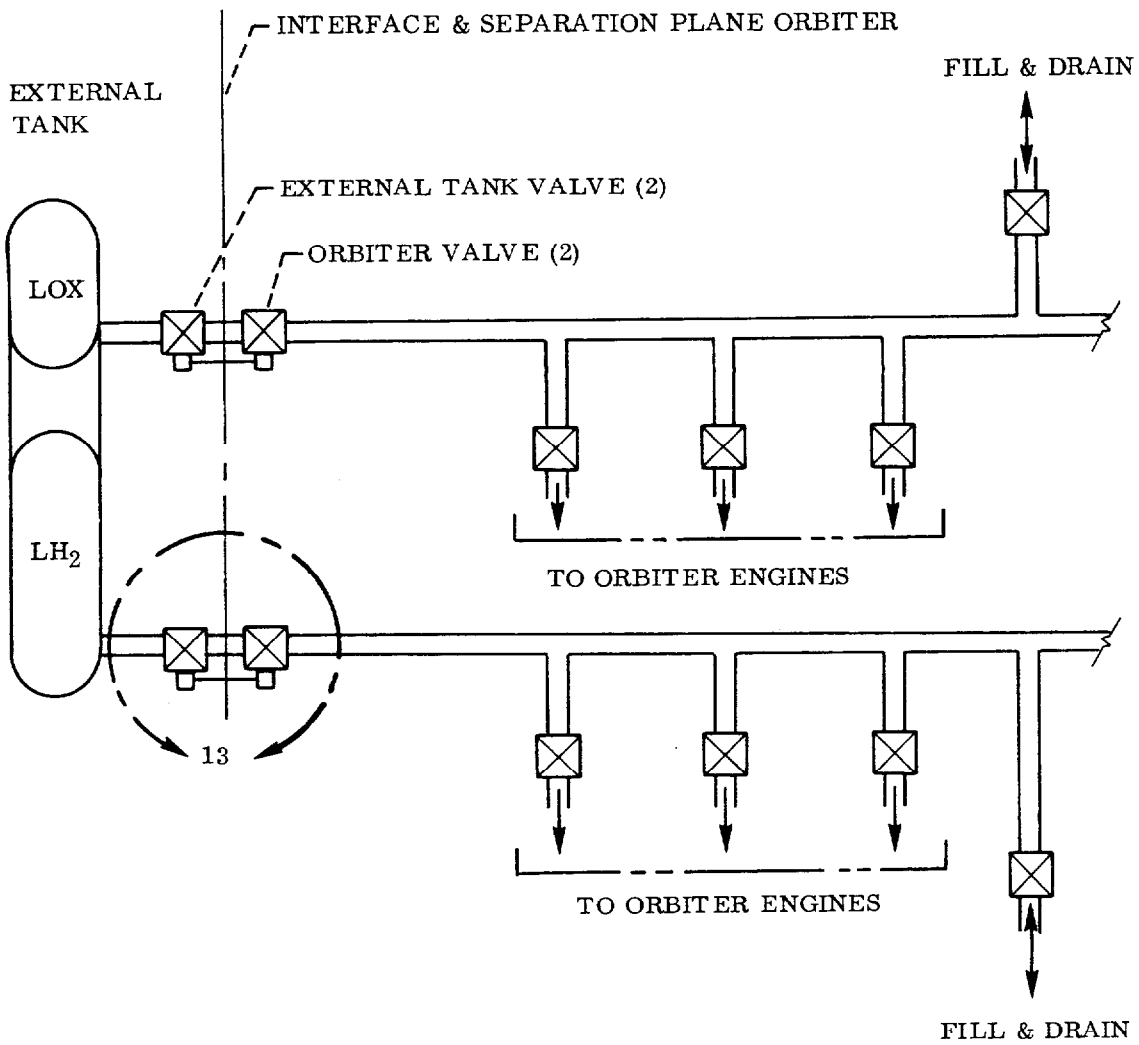 INTERFACE & SEPARATION PLANE ORBITER
FILL & DRAIN
EXTERNAL
TANK
EXTERNAL TANK VALVE (2)
ORBITER VALVE (2)
LOX
LH₂
TO ORBITER ENGINES
13
TO ORBITER ENGINES
FILL & DRAIN